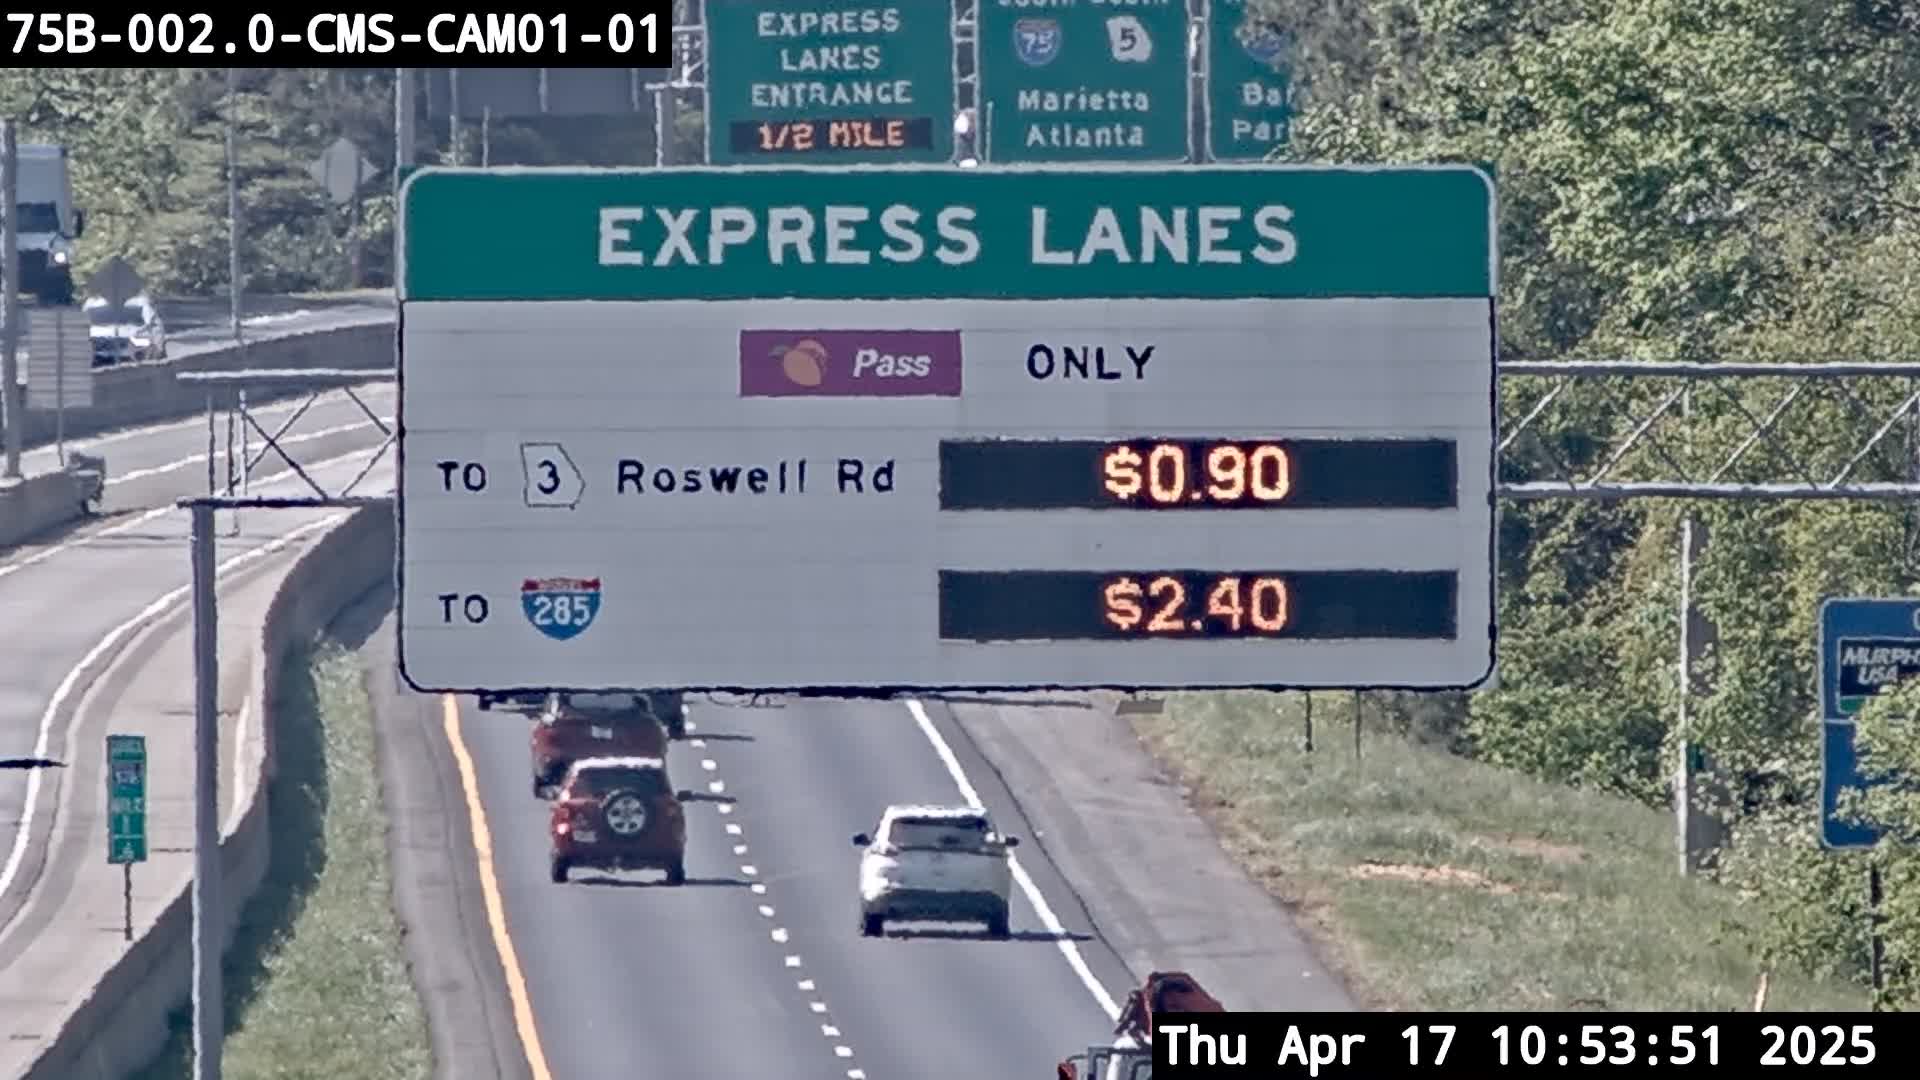 75B-002.0-CMS-CAM01-01
EXPRESS
LANES
ENTRANCE
1/2 MILE
75 5
Marietta
Atlanta
EXPRESS LANES
Pass ONLY
TO 3 Roswell Rd $0.90
TO 285 $2.40
USA
Thu Apr 17 10:53:51 2025